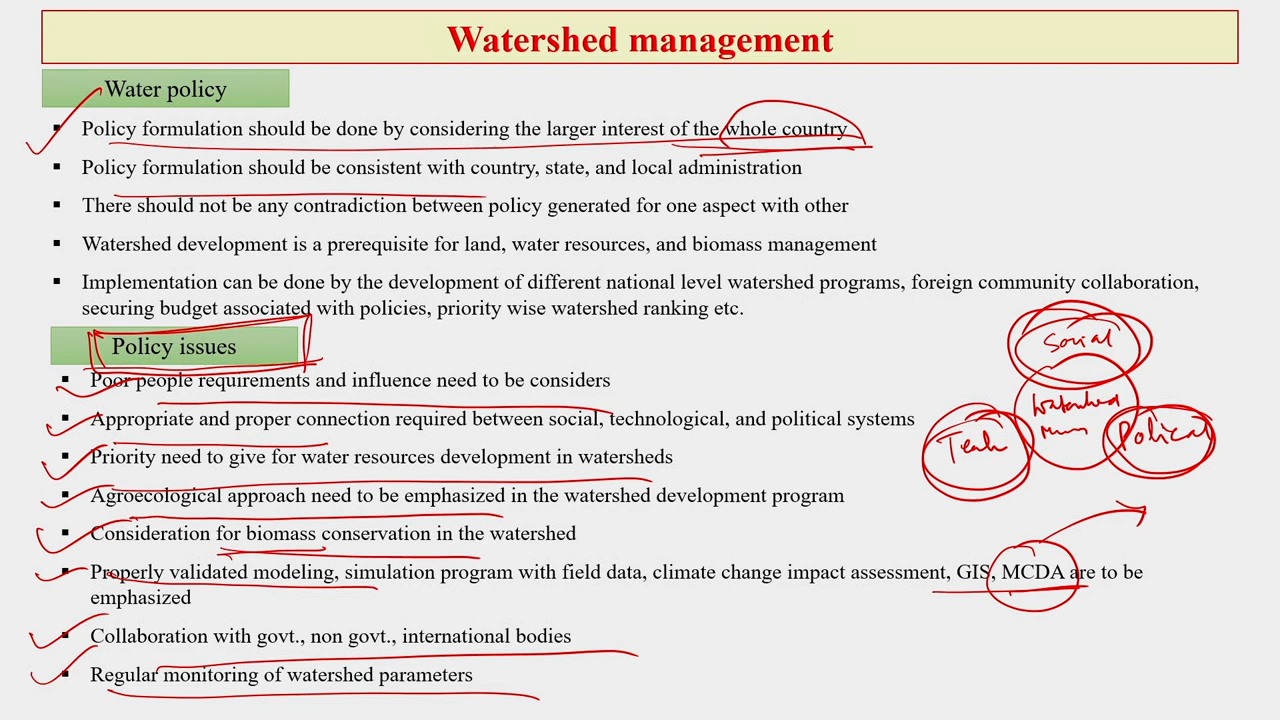 Watershed management
Water policy
▪ Policy formulation should be done by considering the larger interest of the whole country
▪ Policy formulation should be consistent with country, state, and local administration
▪ There should not be any contradiction between policy generated for one aspect with other
▪ Watershed development is a prerequisite for land, water resources, and biomass management
▪ Implementation can be done by the development of different national level watershed programs, foreign community collaboration,
securing budget associated with policies, priority wise watershed ranking etc.
Policy issues
▪ Poor people requirements and influence need to be considers
▪ Appropriate and proper connection required between social, technological, and political systems
▪ Priority need to give for water resources development in watersheds
▪ Agroecological approach need to be emphasized in the watershed development program
▪ Consideration for biomass conservation in the watershed
▪ Properly validated modeling, simulation program with field data, climate change impact assessment, GIS, MCDA are to be
emphasized
▪ Collaboration with govt., non govt., international bodies
▪ Regular monitoring of watershed parameters
Social
Watershed
Tech
Polical